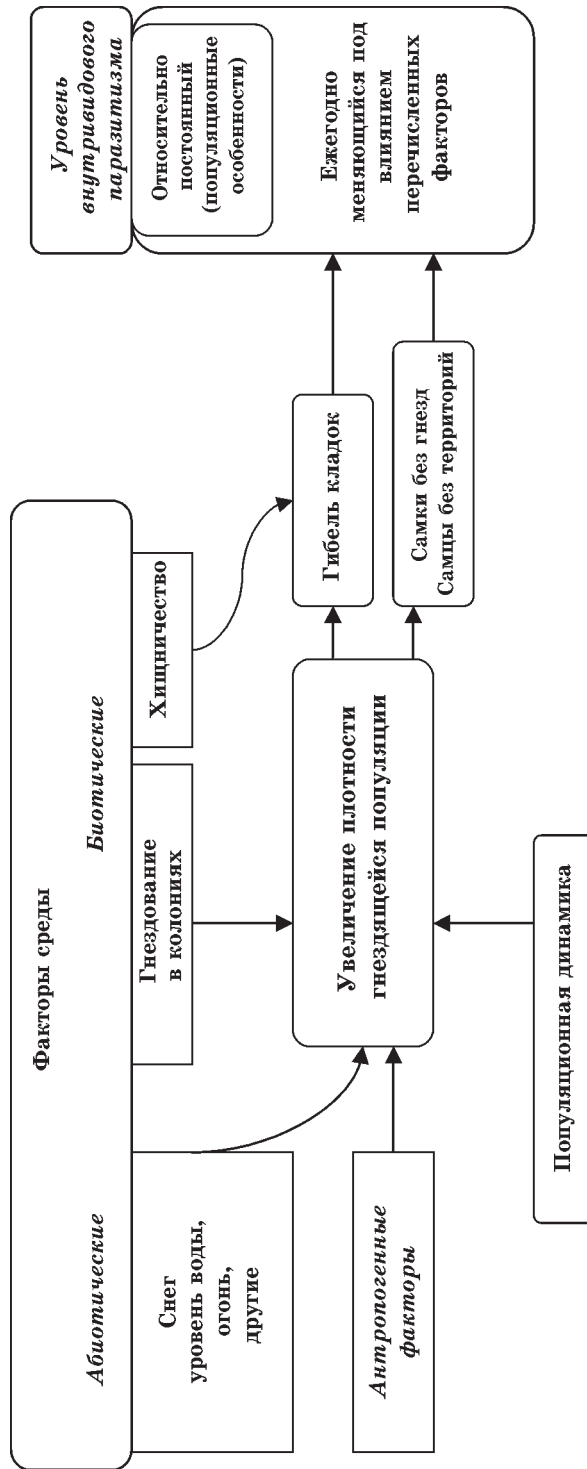 Факторы среды
Абиотические
Биотические
Снег
уровень воды,
огонь,
другие
Гнездование
в колониях
Хищничество
Антропогенные
факторы
Увеличение плотности
гнездящейся популяции
Популяционная динамика
Гибель кладок
Самки без гнезд
Самцы без территорий
Уровень
внутривидового
паразитизма
Относительно
постоянный
(популяционные
особенности)
Ежегодно
меняющийся под
влиянием
перечисленных
факторов